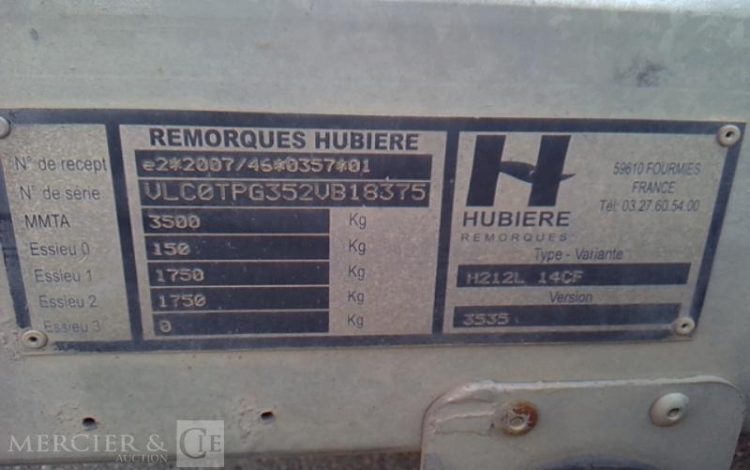 REMORQUES HUBIERE
N° de recept e2*2007/46*0357*01
N° de série VLC0TPG352VB18375
MMTA 3500 Kg
Essieu 0 150 Kg
Essieu 1 1750 Kg
Essieu 2 1750 Kg
Essieu 3 0 Kg
H
HUBIERE
REMORQUES
59610 FOURMIES
FRANCE
Tél. 03.27.60.54.00
Type - Variante
H212L 14CF
Version
3535
MERCIER & CIE
AUCTION